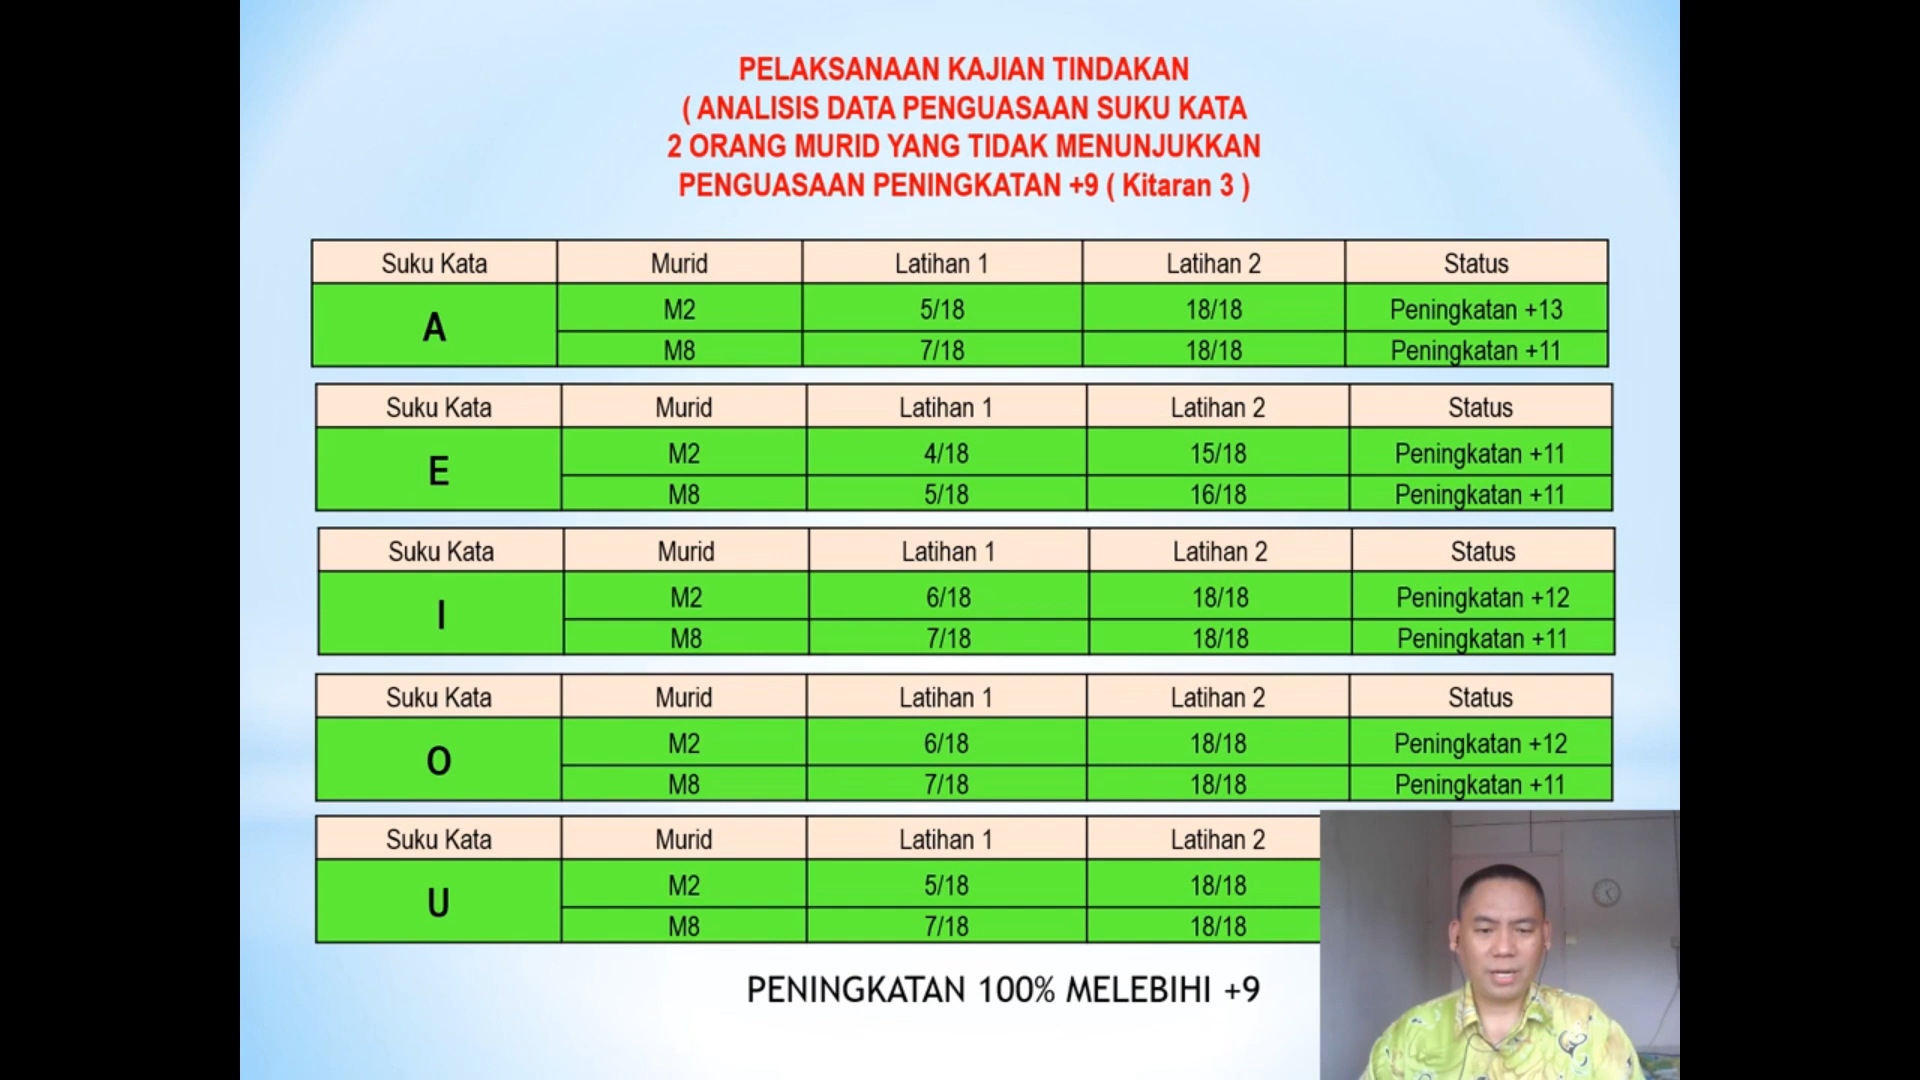 PELAKSANAAN KAJIAN TINDAKAN
( ANALISIS DATA PENGUASAAN SUKU KATA
2 ORANG MURID YANG TIDAK MENUNJUKKAN
PENGUASAAN PENINGKATAN +9 ( Kitaran 3 )
Suku Kata Murid Latihan 1 Latihan 2 Status
A M2 5/18 18/18 Peningkatan +13
M8 7/18 18/18 Peningkatan +11
Suku Kata Murid Latihan 1 Latihan 2 Status
E M2 4/18 15/18 Peningkatan +11
M8 5/18 16/18 Peningkatan +11
Suku Kata Murid Latihan 1 Latihan 2 Status
I M2 6/18 18/18 Peningkatan +12
M8 7/18 18/18 Peningkatan +11
Suku Kata Murid Latihan 1 Latihan 2 Status
O M2 6/18 18/18 Peningkatan +12
M8 7/18 18/18 Peningkatan +11
Suku Kata Murid Latihan 1 Latihan 2
U M2 5/18 18/18
M8 7/18 18/18
PENINGKATAN 100% MELEBIHI +9